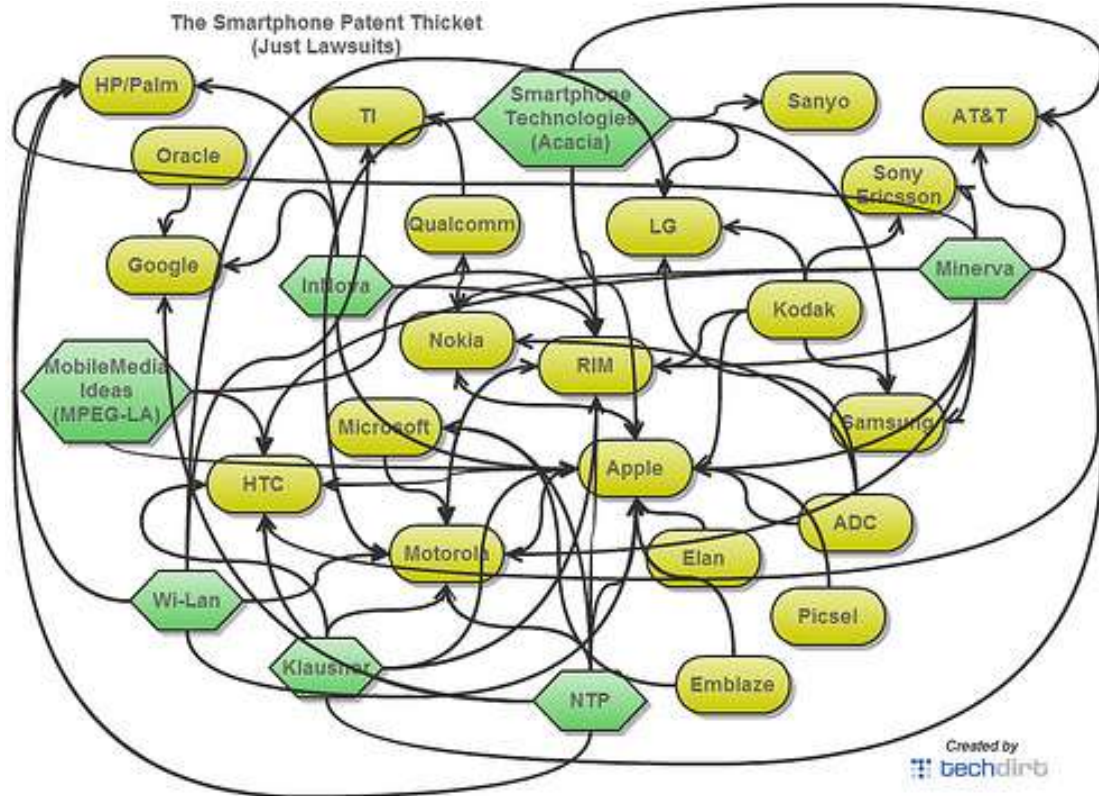 The Smartphone Patent Thicket
(Just Lawsuits)
HP/Palm
TI
Smartphone
Technologies
(Acacia)
Sanyo
AT&T
Oracle
Sony
Ericsson
Qualcomm
LG
Google
InNova
Minerva
Kodak
Nokia
RIM
MobileMedia
Ideas
(MPEG-LA)
Microsoft
Samsung
HTC
Apple
ADC
Motorola
Elan
Wi-Lan
Picsel
Klausner
NTP
Emblaze
Created by
techdirt